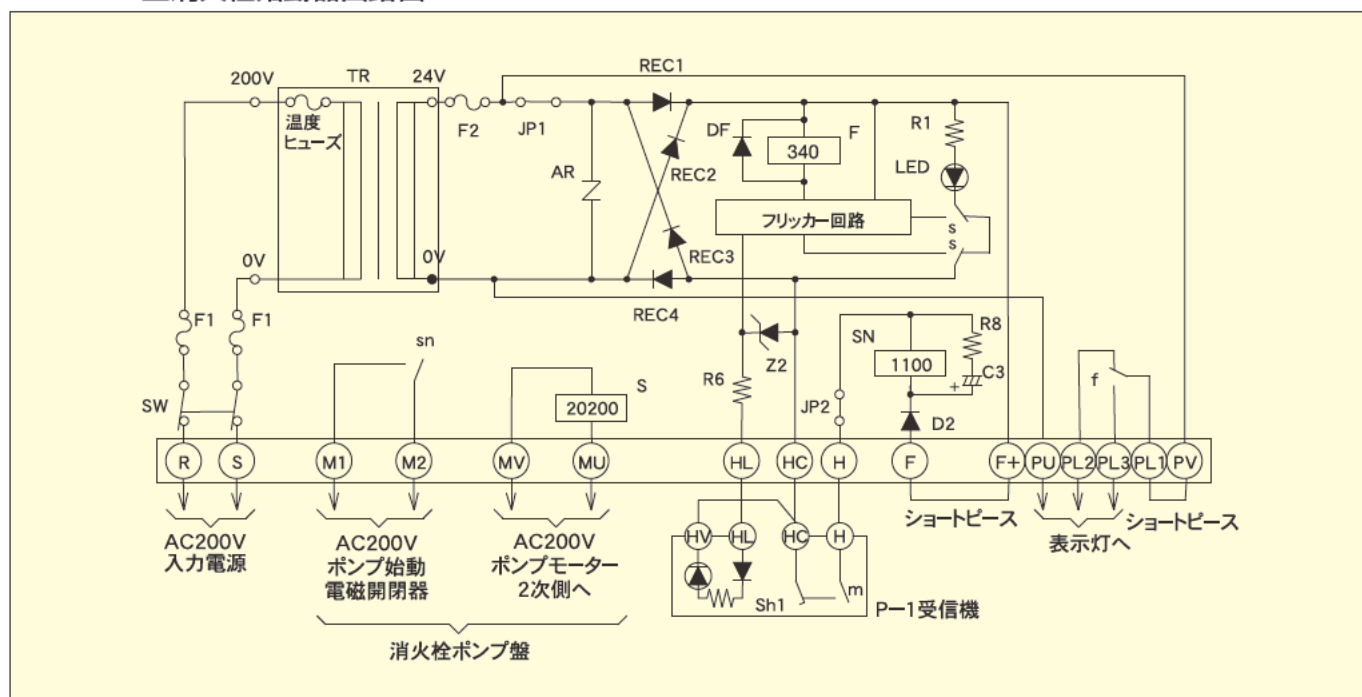 REC1
200V
TR
24V
温度
ヒューズ
F2
JP1
DF
F
340
R1
LED
AR
REC2
フリッカー回路
s
s
REC3
0V
0V
REC4
F1
F1
sn
Z2
SN
1100
R8
C3
+
f
R6
S
20200
JP2
D2
SW
R
S
M1
M2
MV
MU
HL
HC
H
F
F+
PU
PL2
PL3
PL1
PV
ショートピース
ショートピース
表示灯へ
AC200V
入力電源
AC200V
ポンプ始動
電磁開閉器
AC200V
ポンプモーター
2次側へ
HV
HL
HC
H
Sh1
m
P−1受信機
消火栓ポンプ盤